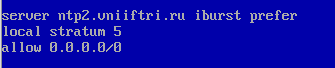 server ntp2.vniiftri.ru iburst prefer
local stratum 5
allow 0.0.0.0/0